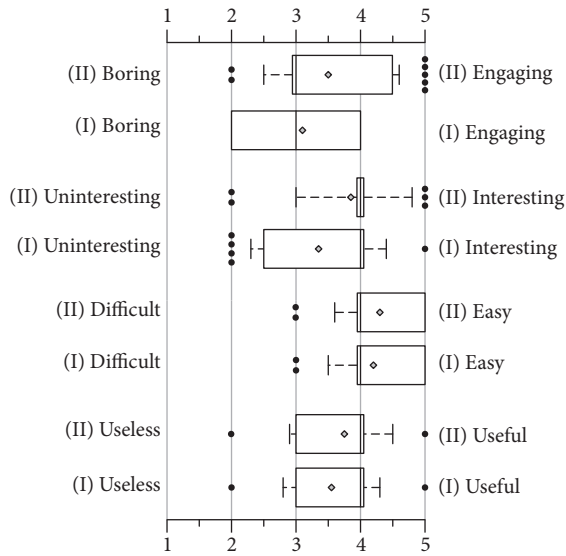 1 2 3 4 5
(II) Boring (II) Engaging
(I) Boring (I) Engaging
(II) Uninteresting (II) Interesting
(I) Uninteresting (I) Interesting
(II) Difficult (II) Easy
(I) Difficult (I) Easy
(II) Useless (II) Useful
(I) Useless (I) Useful
1 2 3 4 5